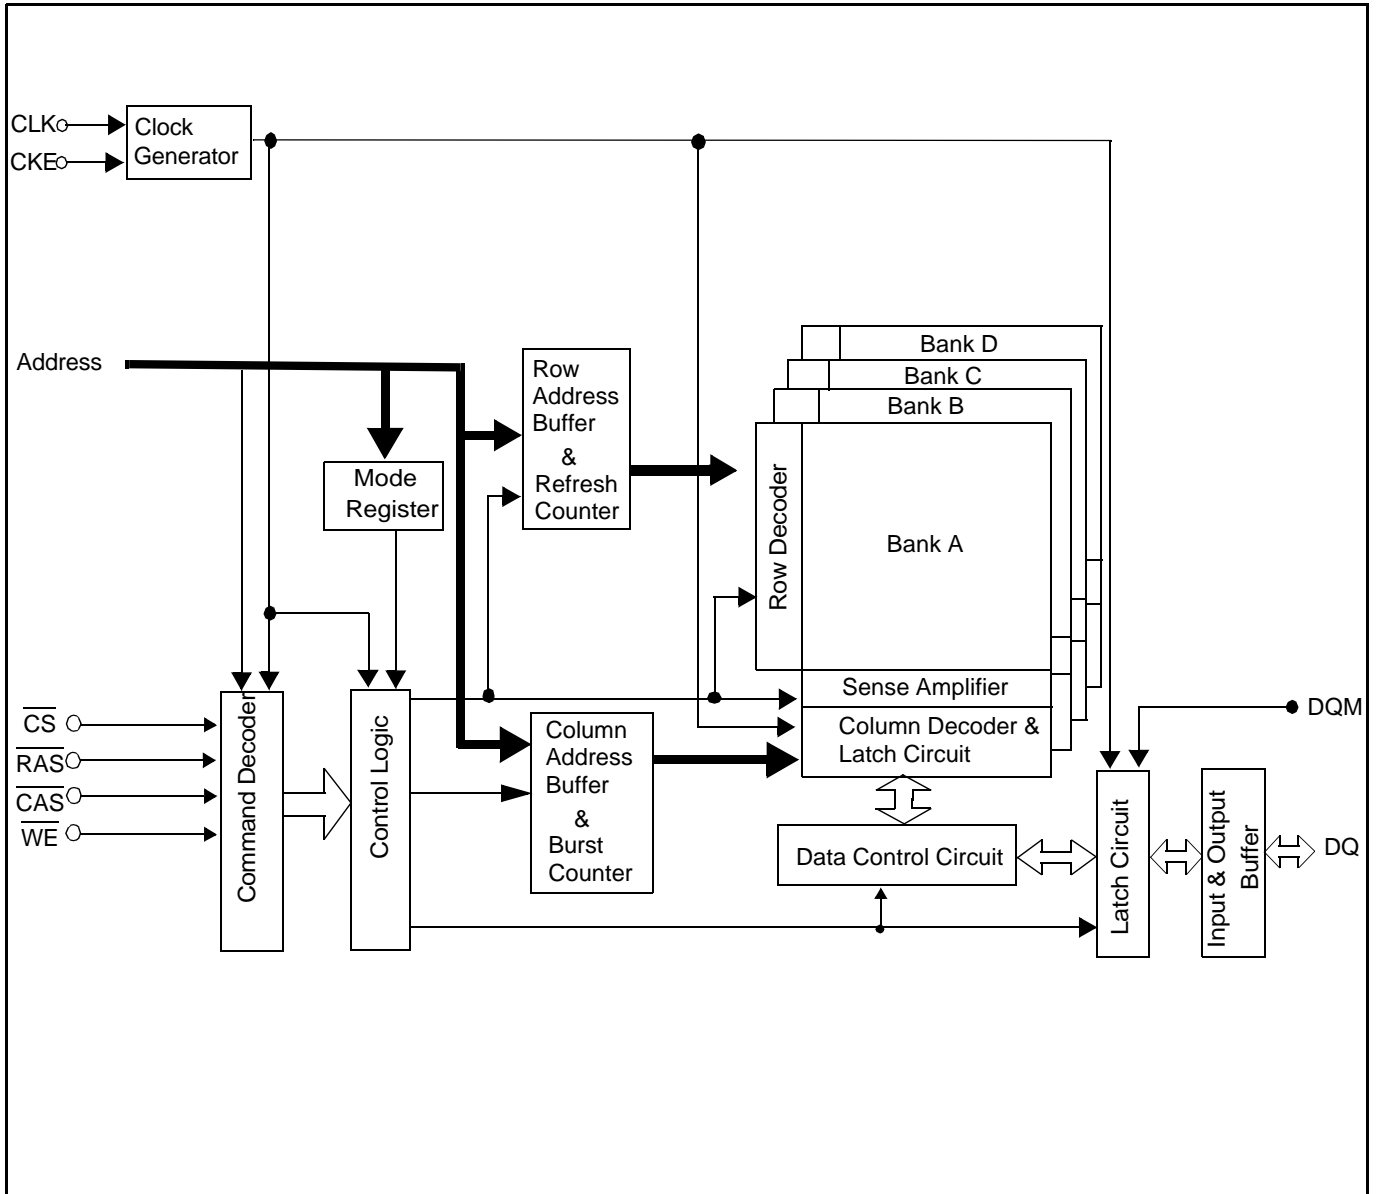 CLK
CKE
Clock
Generator
Address
Row
Address
Buffer
&
Refresh
Counter
Mode
Register
Bank D
Bank C
Bank B
Bank A
Row Decoder
Sense Amplifier
Column Decoder &
Latch Circuit
CS
RAS
CAS
WE
Command Decoder
Control Logic
Column
Address
Buffer
&
Burst
Counter
Data Control Circuit
DQM
Latch Circuit
Input & Output
Buffer
DQ